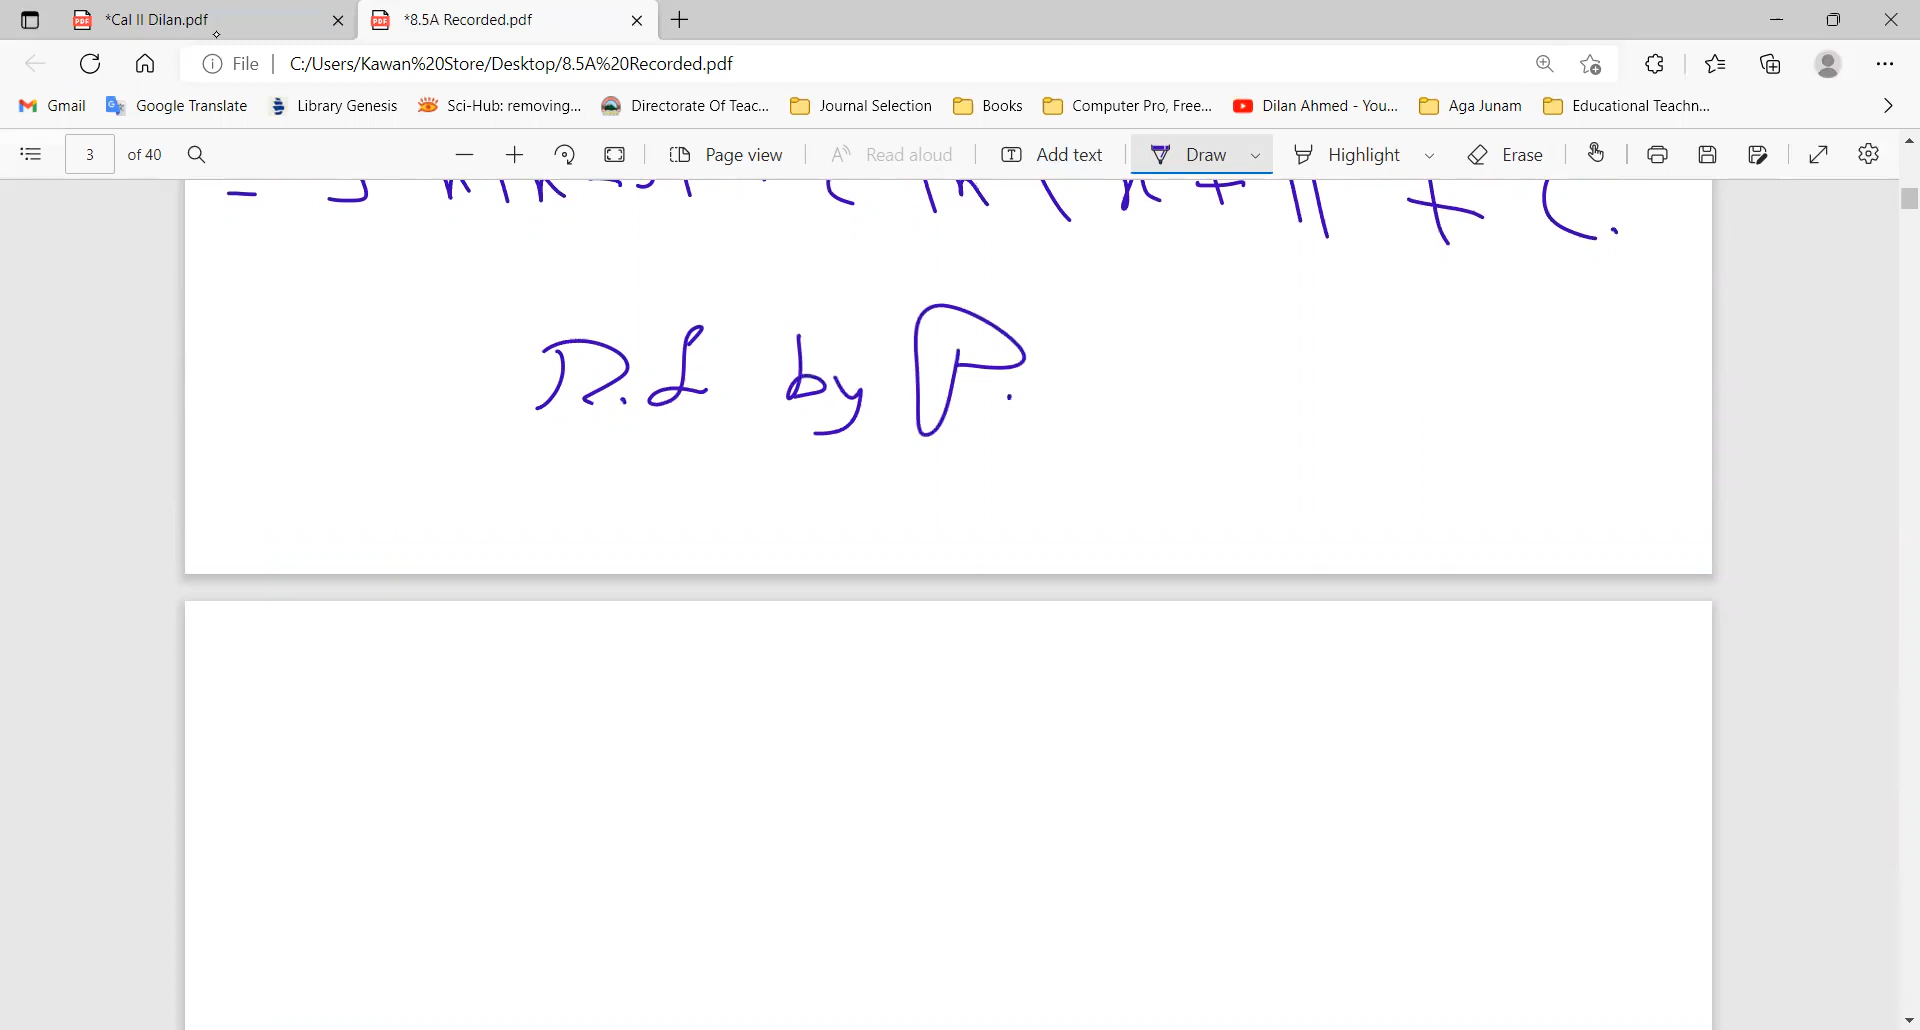 *Cal II Dilan.pdf
*8.5A Recorded.pdf
File C:/Users/Kawan%20Store/Desktop/8.5A%20Recorded.pdf
Gmail Google Translate Library Genesis Sci-Hub: removing... Directorate Of Teac... Journal Selection Books Computer Pro, Free... Dilan Ahmed - You... Aga Junam Educational Teachn...
3 of 40 Page view Read aloud Add text Draw Highlight Erase
by P.